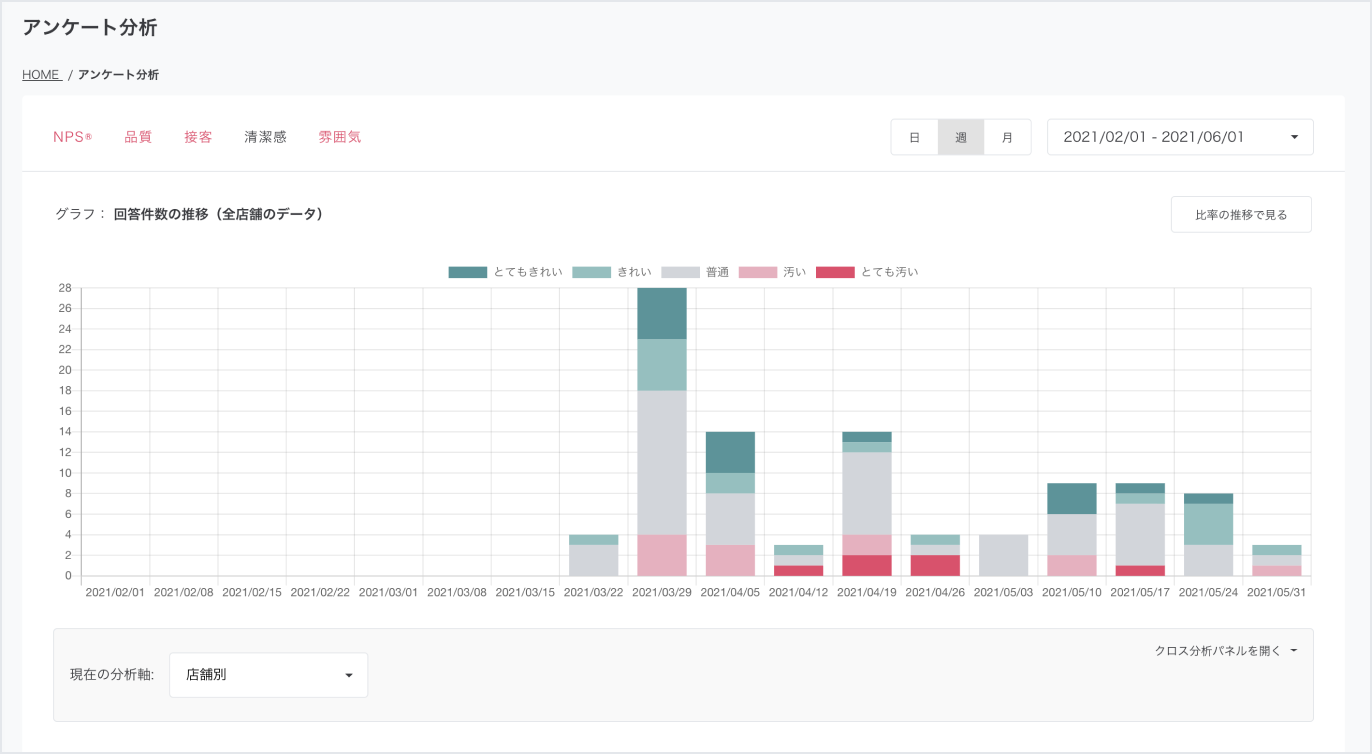 アンケート分析
HOME / アンケート分析
NPS® 品質 接客 清潔感 雰囲気 日 週 月 2021/02/01 - 2021/06/01
グラフ： 回答件数の推移（全店舗のデータ） 比率の推移で見る
とてもきれい きれい 普通 汚い とても汚い
28
26
24
22
20
18
16
14
12
10
8
6
4
2
0
2021/02/01 2021/02/08 2021/02/15 2021/02/22 2021/03/01 2021/03/08 2021/03/15 2021/03/22 2021/03/29 2021/04/05 2021/04/12 2021/04/19 2021/04/26 2021/05/03 2021/05/10 2021/05/17 2021/05/24 2021/05/31
クロス分析パネルを開く
現在の分析軸: 店舗別